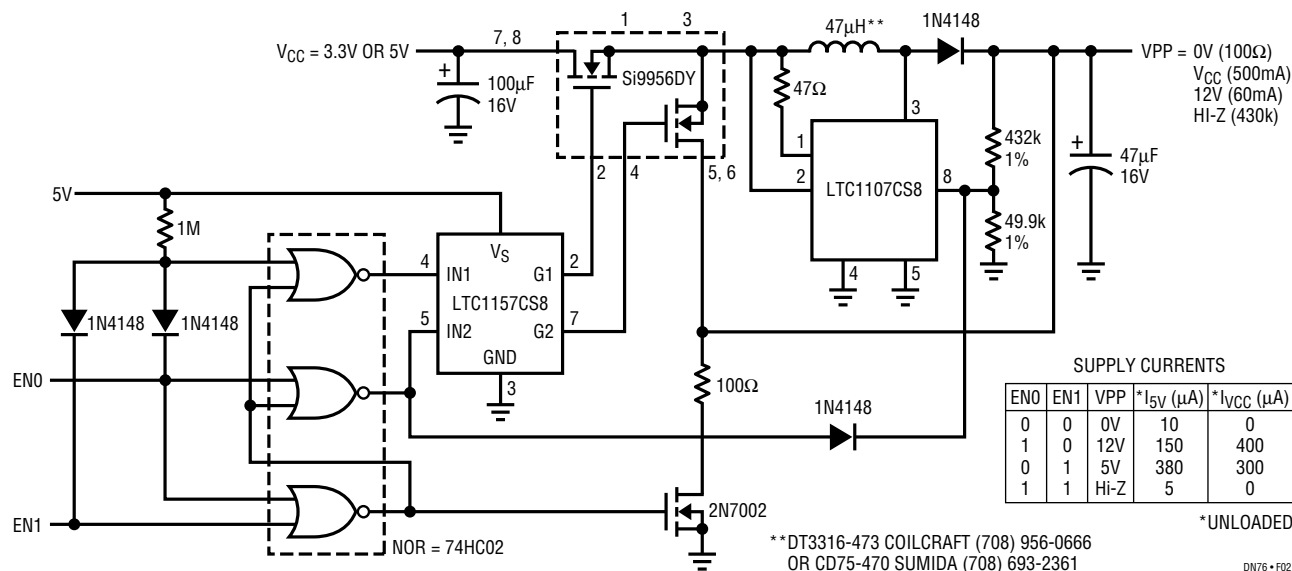 1
3
47µH**
1N4148
VCC = 3.3V OR 5V
7, 8
VPP = 0V (100Ω)
VCC (500mA)
12V (60mA)
HI-Z (430k)
+
100µF
16V
Si9956DY
47Ω
3
1
2
4
5, 6
2
LTC1107CS8
8
432k
1%
49.9k
1%
+
47µF
16V
4
5
5V
1M
VS
4
IN1
G1
2
LTC1157CS8
5
IN2
G2
7
GND
3
1N4148
1N4148
EN0
EN1
100Ω
1N4148
2N7002
NOR = 74HC02
SUPPLY CURRENTS
EN0 EN1 VPP *I5V (µA) *IVCC (µA)
0 0 0V 10 0
1 0 12V 150 400
0 1 5V 380 300
1 1 Hi-Z 5 0
*UNLOADED
**DT3316-473 COILCRAFT (708) 956-0666
OR CD75-470 SUMIDA (708) 693-2361
DN76 • F02